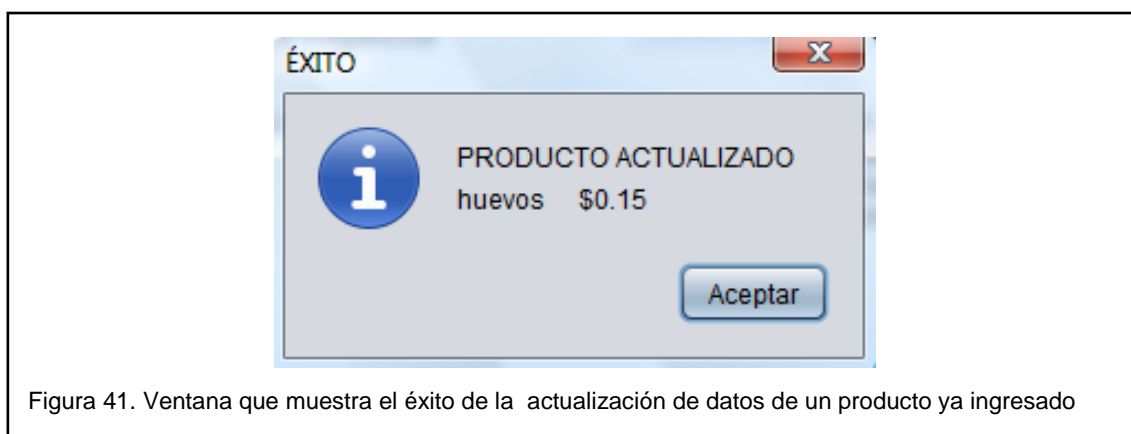 ÉXITO
PRODUCTO ACTUALIZADO
huevos $0.15
Aceptar
Figura 41. Ventana que muestra el éxito de la actualización de datos de un producto ya ingresado